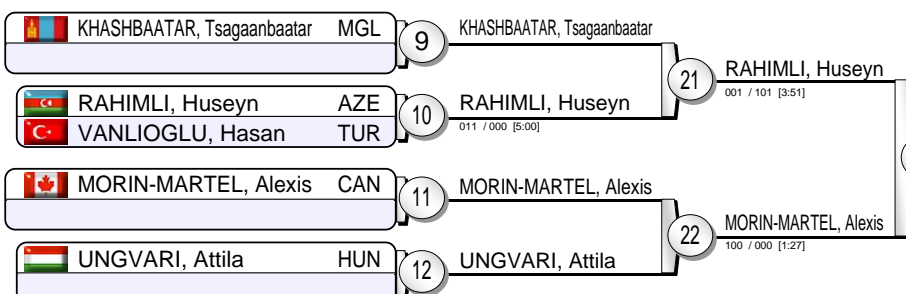 KHASHBAATAR, Tsagaanbaatar MGL
9
KHASHBAATAR, Tsagaanbaatar
21
RAHIMLI, Huseyn
001 / 101 [3:51]
RAHIMLI, Huseyn AZE
VANLIOGLU, Hasan TUR
10
RAHIMLI, Huseyn
011 / 000 [5:00]
MORIN-MARTEL, Alexis CAN
11
MORIN-MARTEL, Alexis
22
MORIN-MARTEL, Alexis
100 / 000 [1:27]
UNGVARI, Attila HUN
12
UNGVARI, Attila